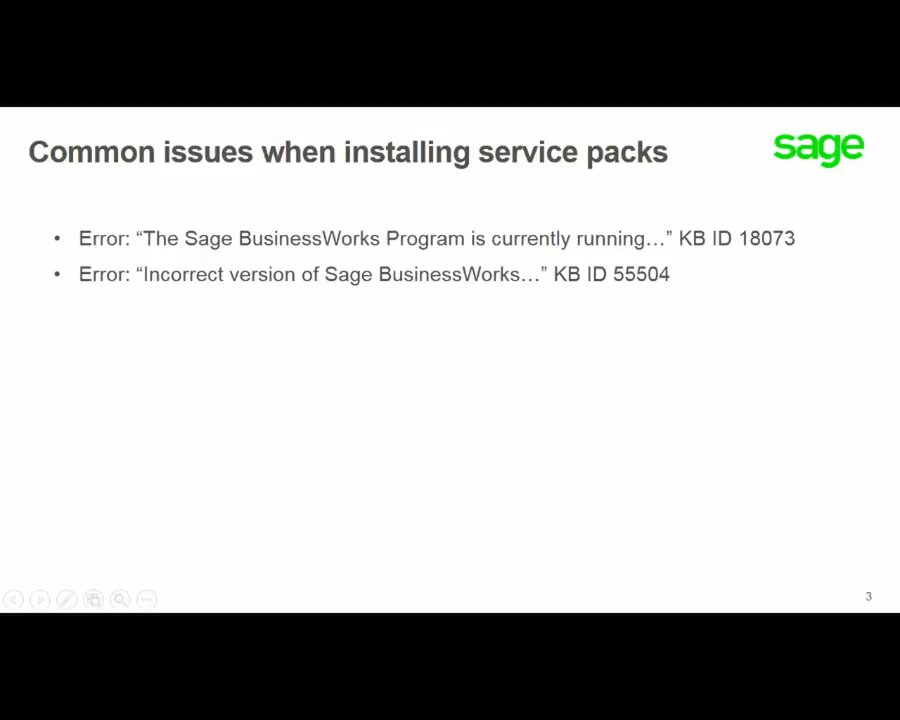 Common issues when installing service packs
sage
• Error: “The Sage BusinessWorks Program is currently running…” KB ID 18073
• Error: “Incorrect version of Sage BusinessWorks…” KB ID 55504
3